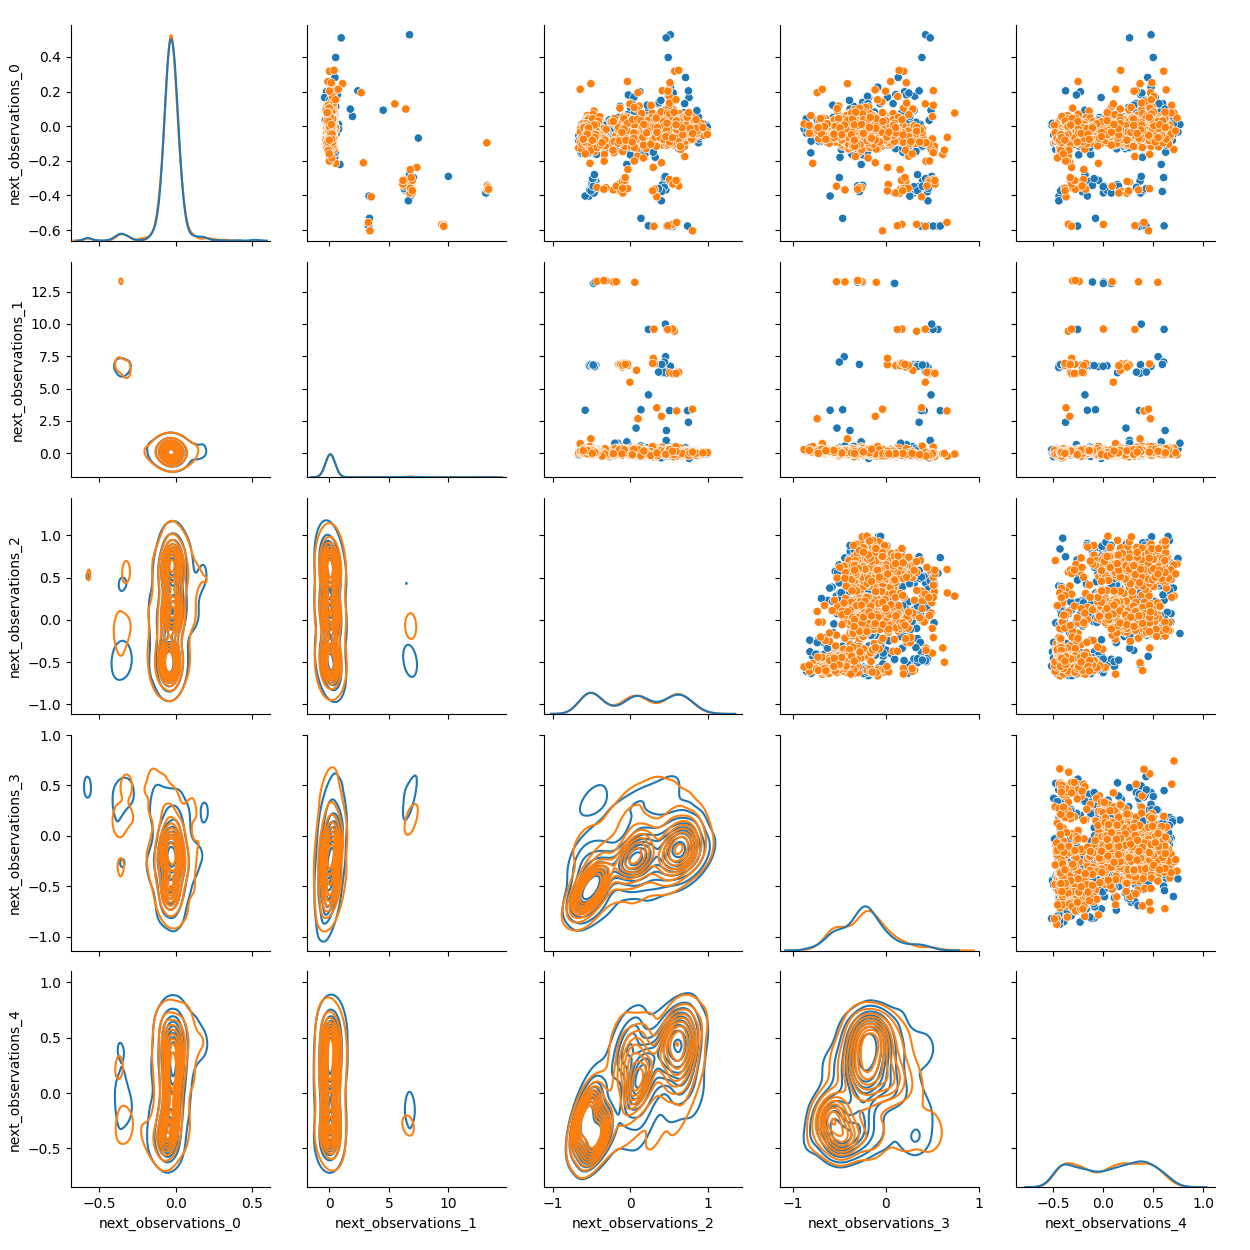 next_observations_0
0.4
0.2
0.0
−0.2
−0.4
−0.6
−0.5 0.0 0.5
0 5 10
−1 0 1
−1 0 1
−0.5 0.0 0.5 1.0
next_observations_1
12.5
10.0
7.5
5.0
2.5
0.0
next_observations_2
1.0
0.5
0.0
−0.5
−1.0
next_observations_3
1.0
0.5
0.0
−0.5
−1.0
next_observations_4
1.0
0.5
0.0
−0.5
next_observations_0 next_observations_1 next_observations_2 next_observations_3 next_observations_4